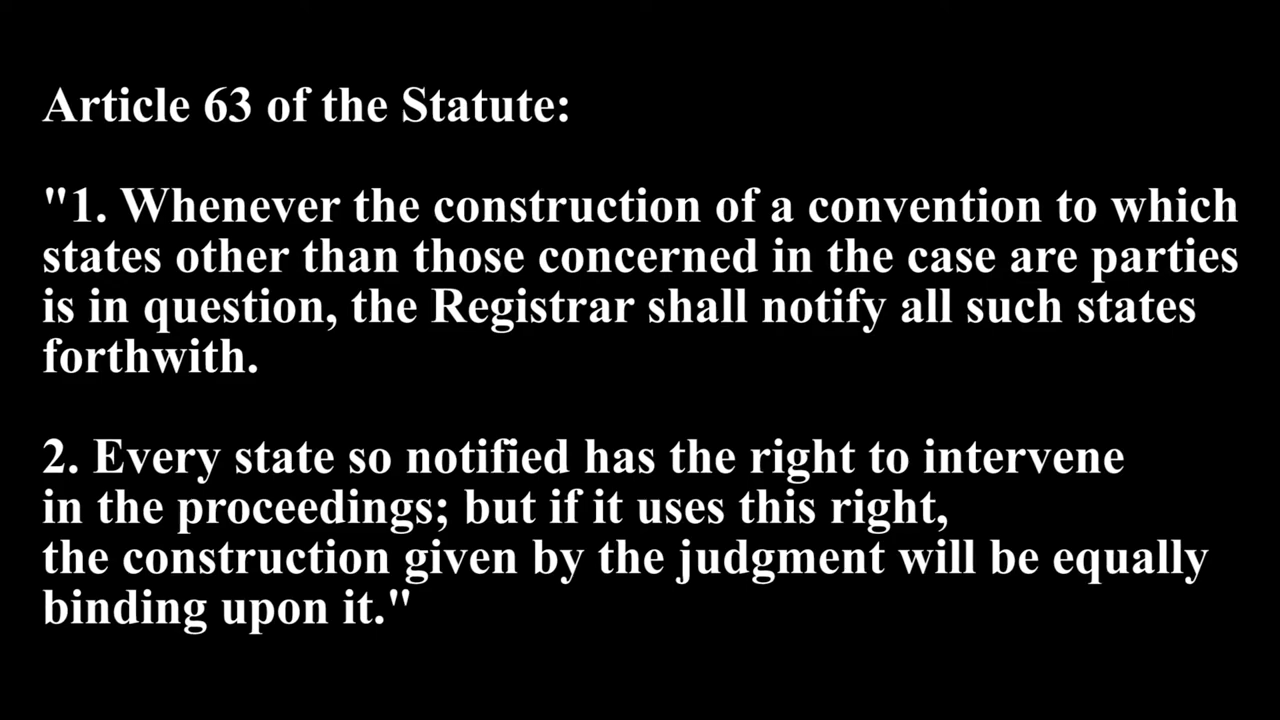 Article 63 of the Statute:
"1. Whenever the construction of a convention to which
states other than those concerned in the case are parties
is in question, the Registrar shall notify all such states
forthwith.
2. Every state so notified has the right to intervene
in the proceedings; but if it uses this right,
the construction given by the judgment will be equally
binding upon it."